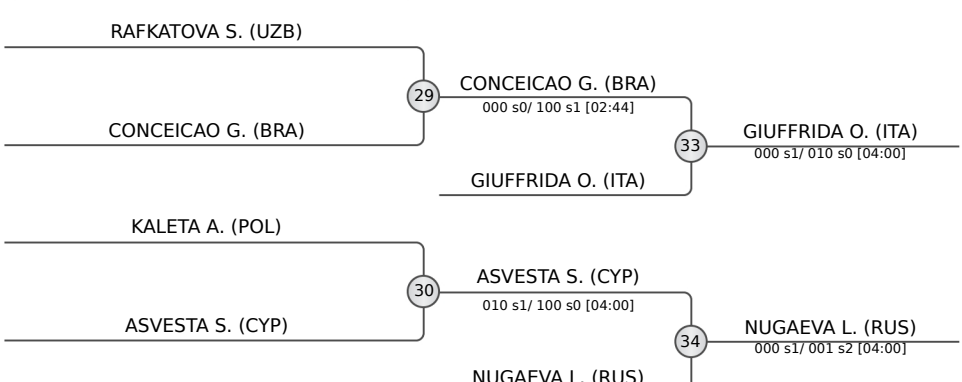 RAFKATOVA S. (UZB)
29
CONCEICAO G. (BRA)
000 s0/ 100 s1 [02:44]
CONCEICAO G. (BRA)
33
GIUFFRIDA O. (ITA)
000 s1/ 010 s0 [04:00]
GIUFFRIDA O. (ITA)
KALETA A. (POL)
30
ASVESTA S. (CYP)
010 s1/ 100 s0 [04:00]
ASVESTA S. (CYP)
34
NUGAEVA L. (RUS)
000 s1/ 001 s2 [04:00]
NUGAEVA L. (RUS)